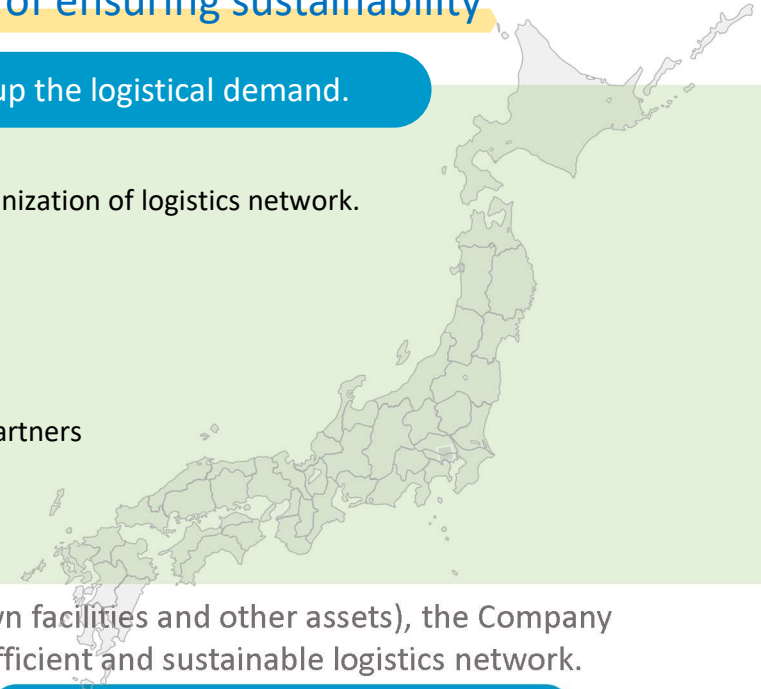 of ensuring sustainability
up the logistical demand.
nization of logistics network.
artners
n facilities and other assets), the Company
fficient and sustainable logistics network.